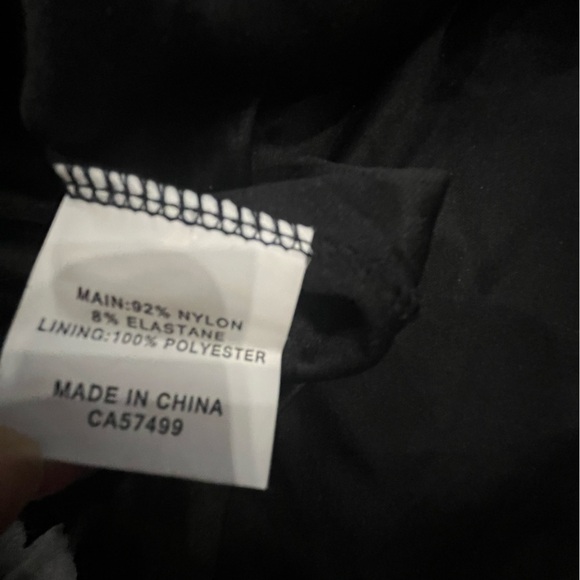 MAIN:92% NYLON
8% ELASTANE
LINING:100% POLYESTER
MADE IN CHINA
CA57499